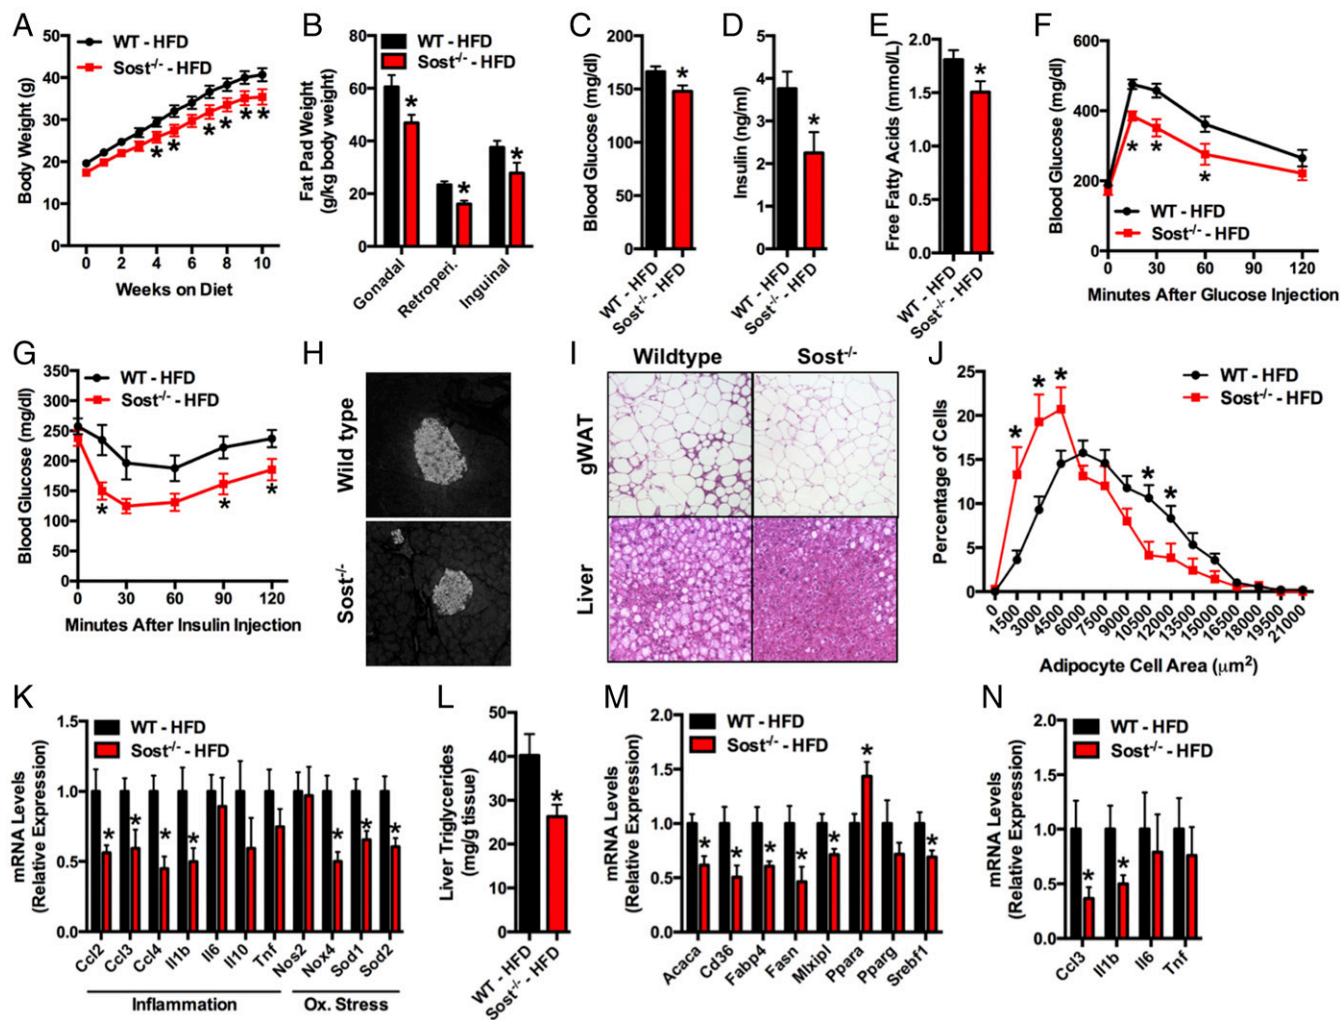 A
Body Weight (g)
50
40
30
20
10
0
WT - HFD
Sost-/- - HFD
* * * * * *
0 2 4 6 8 10
Weeks on Diet
B
Fat Pad Weight
(g/kg body weight)
80
60
40
20
0
WT - HFD
Sost-/- - HFD
* * *
Gonadal Retroperi. Inguinal
C
Blood Glucose (mg/dl)
200
150
100
50
0
*
WT - HFD
Sost-/- - HFD
D
Insulin (ng/ml)
5
4
3
2
1
0
*
WT - HFD
Sost-/- - HFD
E
Free Fatty Acids (mmol/L)
2.0
1.5
1.0
0.5
0.0
*
WT - HFD
Sost-/- - HFD
F
Blood Glucose (mg/dl)
600
400
200
0
* * *
WT - HFD
Sost-/- - HFD
0 30 60 90 120
Minutes After Glucose Injection
G
Blood Glucose (mg/dl)
350
300
250
200
150
100
50
0
WT - HFD
Sost-/- - HFD
* * *
0 30 60 90 120
Minutes After Insulin Injection
H
Wild type
Sost-/-
I
Wildtype Sost-/-
gWAT
Liver
J
Percentage of Cells
25
20
15
10
5
0
WT - HFD
Sost-/- - HFD
* * * * *
0 1500 3000 4500 6000 7500 9000 10500 12000 13500 15000 16500 18000 19500 21000
Adipocyte Cell Area (μm2)
K
mRNA Levels
(Relative Expression)
1.5
1.0
0.5
0.0
WT - HFD
Sost-/- - HFD
* * * * * * *
Ccl2 Ccl3 Ccl4 Il1b Il6 Il10 Tnf Nos2 Nox4 Sod1 Sod2
Inflammation Ox. Stress
L
Liver Triglycerides
(mg/g tissue)
50
40
30
20
10
0
*
WT - HFD
Sost-/- - HFD
M
mRNA Levels
(Relative Expression)
2.0
1.5
1.0
0.5
0.0
WT - HFD
Sost-/- - HFD
* * * * * * *
Acaca Cd36 Fabp4 Fasn Mlxipl Ppara Pparg Srebf1
N
mRNA Levels
(Relative Expression)
2.0
1.5
1.0
0.5
0.0
WT - HFD
Sost-/- - HFD
* *
Ccl3 Il1b Il6 Tnf